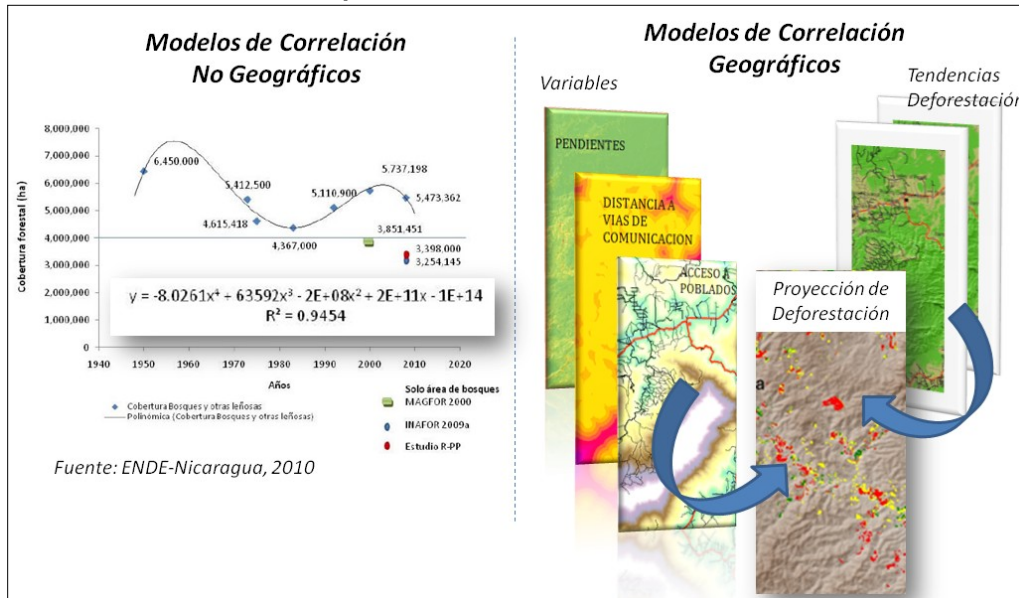 Modelos de Correlación
No Geográficos
8,000,000
7,000,000
6,000,000
5,000,000
4,000,000
3,000,000
2,000,000
1,000,000
0
Cobertura forestal (ha)
6,450.000
5,412.500
4,615,418
4,367,000
5,110,900
5,737,198
5,473,362
3,851,451
3,398,000
3,254,145
y = -8.0261x⁴ + 63592x³ - 2E+08x² + 2E+11x - 1E+14
R² = 0.9454
1940 1950 1960 1970 1980 1990 2000 2010 2020
Años
Cobertura Bosques y otras leñosas
Polinómica (Cobertura Bosques y otras leñosas)
Solo área de bosques
MAGFOR 2000
INAFOR 2009a
Estudio R-PP
Fuente: ENDE-Nicaragua, 2010
Modelos de Correlación
Geográficos
Variables
Tendencias
Deforestación
PENDIENTES
DISTANCIA A
VIAS DE
COMUNICACION
ACCESO A
POBLADOS
Proyección de
Deforestación
a